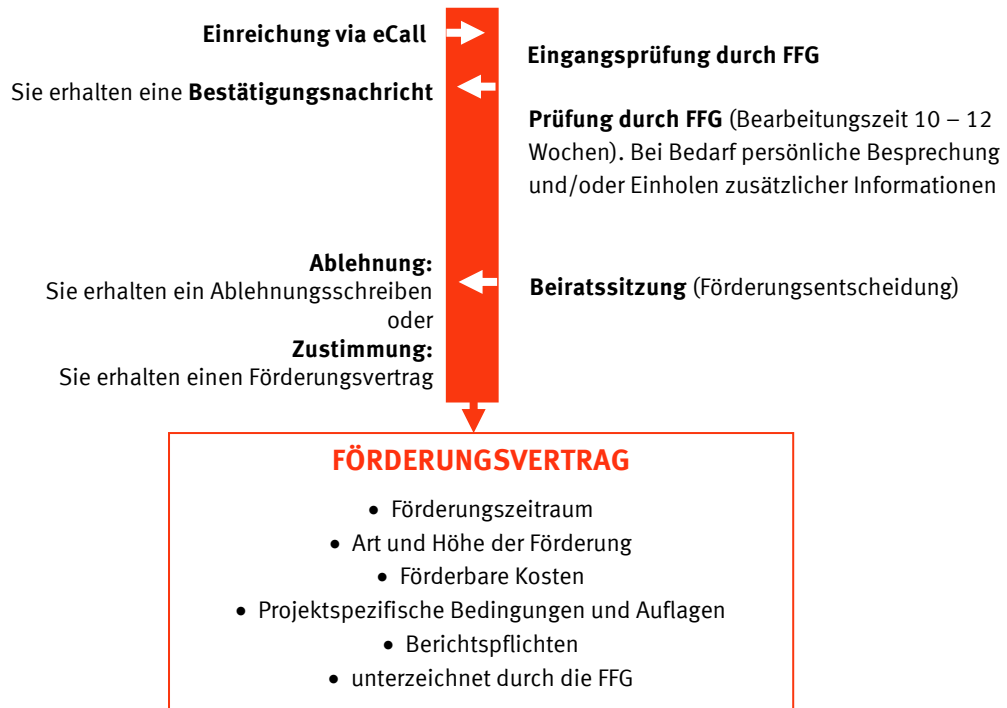 Einreichung via eCall
Eingangsprüfung durch FFG
Sie erhalten eine Bestätigungsnachricht
Prüfung durch FFG (Bearbeitungszeit 10 – 12
Wochen). Bei Bedarf persönliche Besprechung
und/oder Einholen zusätzlicher Informationen
Beiratssitzung (Förderungsentscheidung)
Ablehnung:
Sie erhalten ein Ablehnungsschreiben
oder
Zustimmung:
Sie erhalten einen Förderungsvertrag
FÖRDERUNGSVERTRAG
• Förderungszeitraum
• Art und Höhe der Förderung
• Förderbare Kosten
• Projektspezifische Bedingungen und Auflagen
• Berichtspflichten
• unterzeichnet durch die FFG